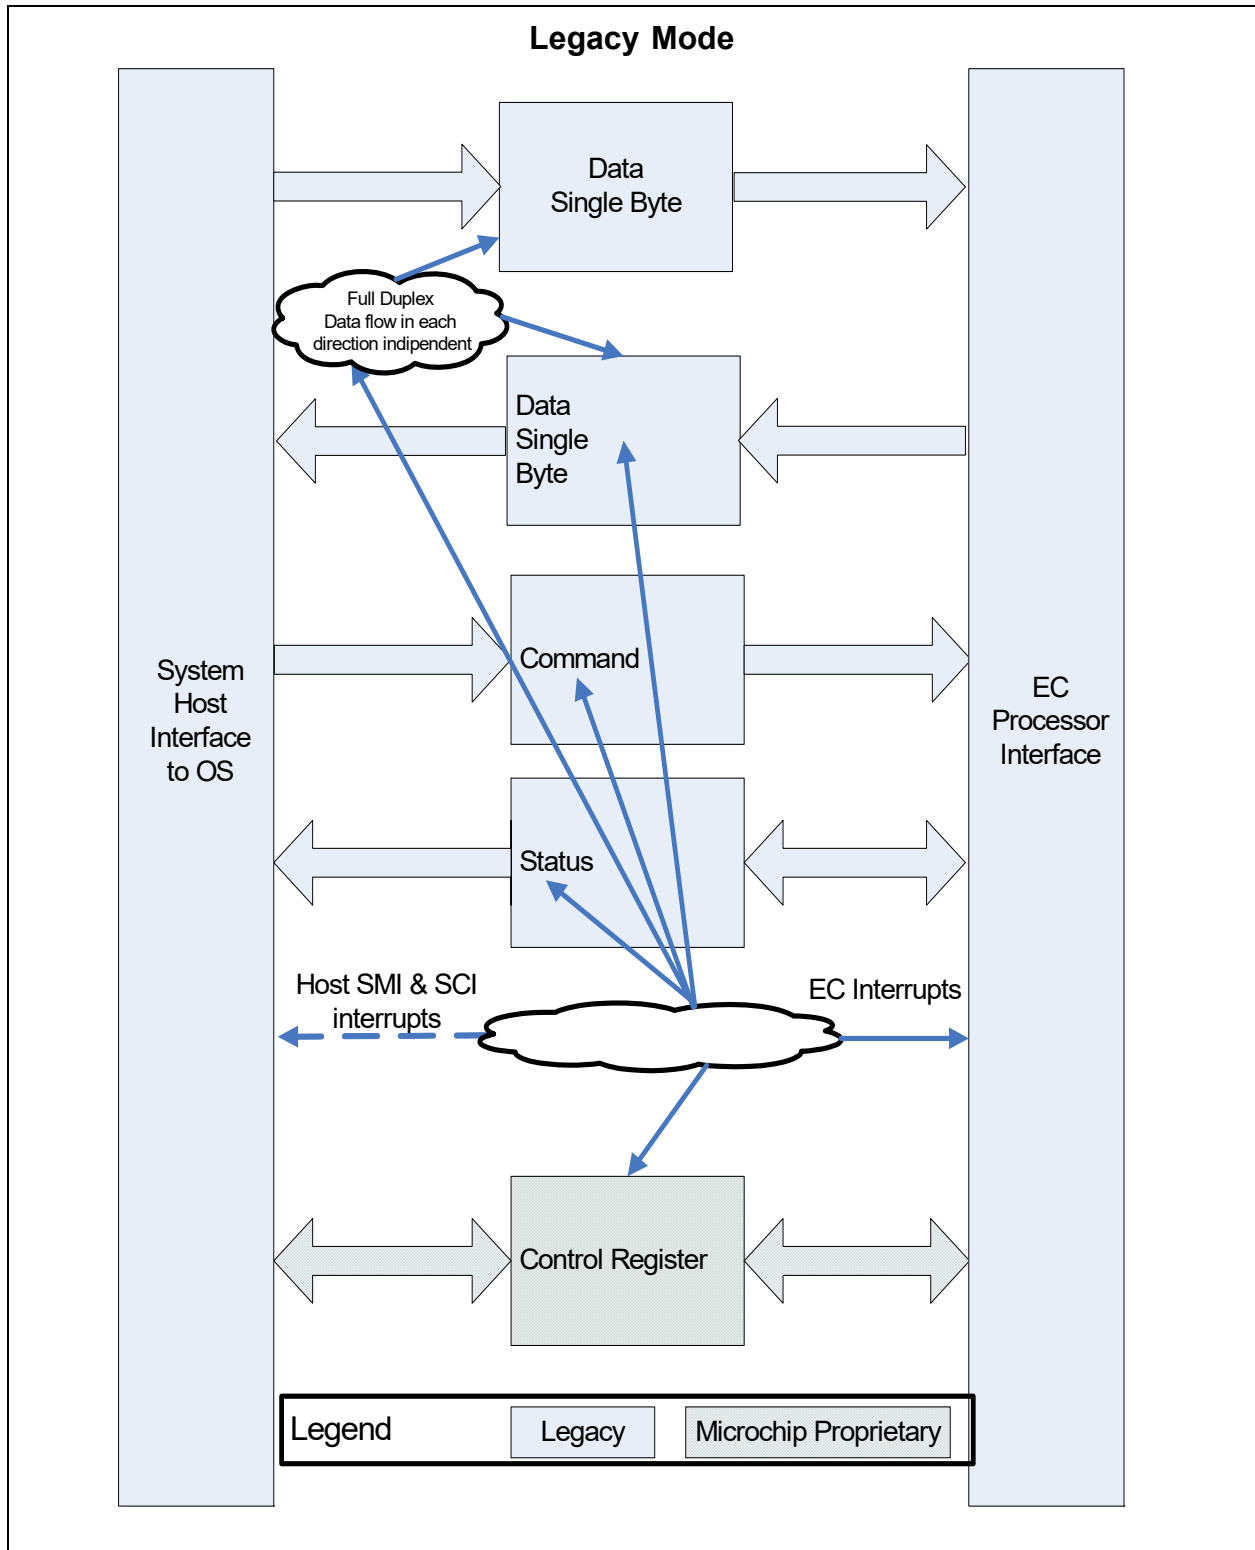 Legacy Mode
Data
Single Byte
Full Duplex
Data flow in each
direction indipendent
Data
Single
Byte
System
Host
Interface
to OS
Command
EC
Processor
Interface
Status
Host SMI & SCI
interrupts
EC Interrupts
Control Register
Legend
Legacy
Microchip Proprietary